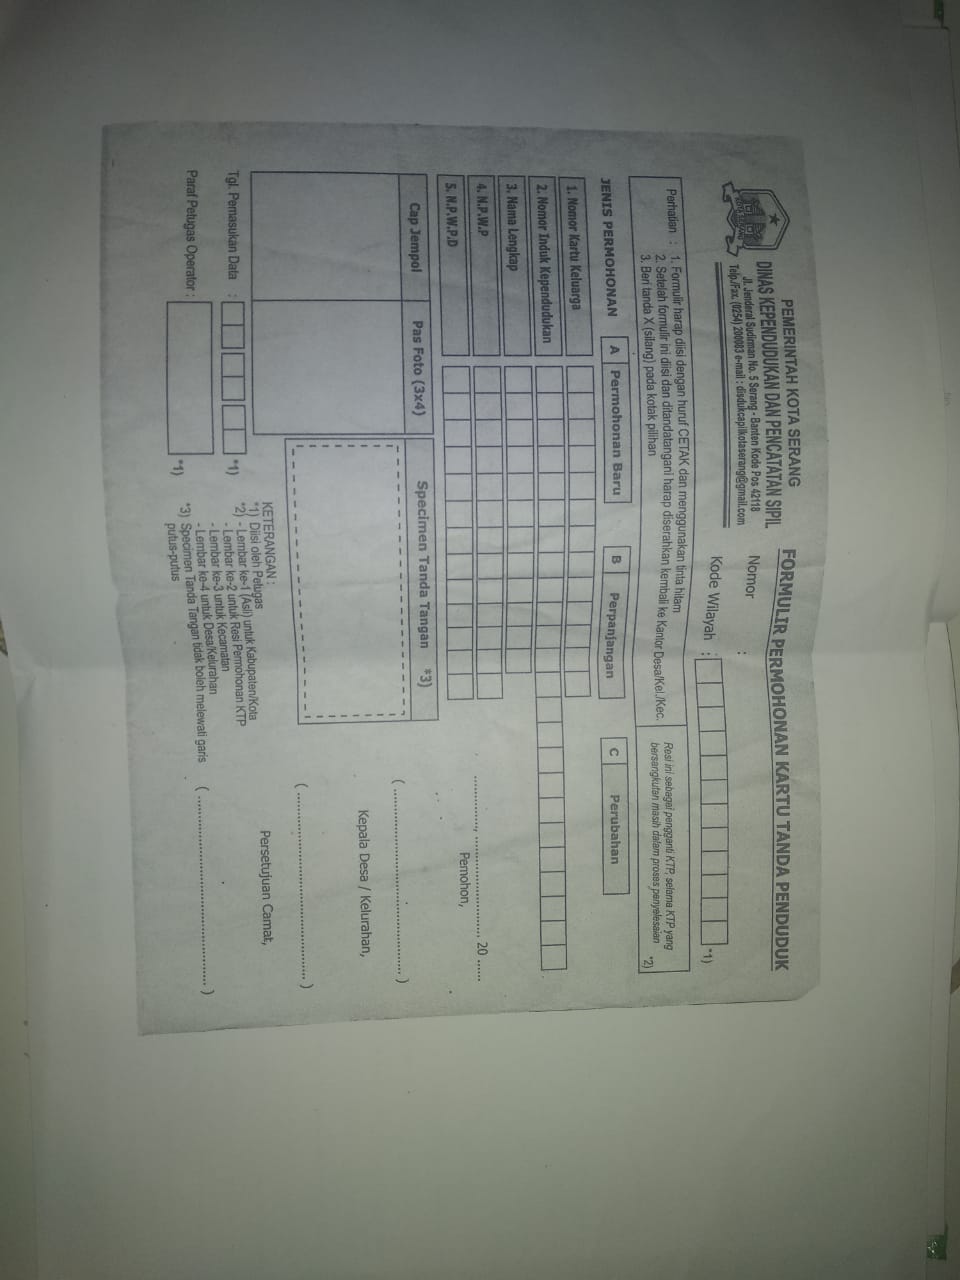 PEMERINTAH KOTA SERANG
DINAS KEPENDUDUKAN DAN PENCATATAN SIPIL
Jl. Jenderal Sudirman No. 5 Serang - Banten Kode Pos 42118
Telp./Fax. (0254) 200083 e-mail : disdukcapilkotaserang@gmail.com
FORMULIR PERMOHONAN KARTU TANDA PENDUDUK
Nomor :
Kode Wilayah : *1)
Perhatian : 1. Formulir harap diisi dengan huruf CETAK dan menggunakan tinta hitam
2. Setelah formulir ini diisi dan ditandatangani harap diserahkan kembali ke Kantor Desa/Kel./Kec.
3. Beri tanda X (silang) pada kotak pilihan
Resi ini sebagai pengganti KTP, selama KTP yang
bersangkutan masih dalam proses penyelesaian *2)
JENIS PERMOHONAN A Permohonan Baru B Perpanjangan C Perubahan
1. Nomor Kartu Keluarga
2. Nomor Induk Kependudukan
3. Nama Lengkap
4. N.P.W.P
5. N.P.W.P.D
Cap Jempol Pas Foto (3x4) Specimen Tanda Tangan *3)
............, ........................ 20 ......
Pemohon,
( ........................................ )
Kepala Desa / Kelurahan,
( ........................................ )
Persetujuan Camat,
( ........................................ )
Tgl. Pemasukan Data : *1)
Paraf Petugas Operator : *1)
KETERANGAN :
*1) Diisi oleh Petugas
*2) - Lembar ke-1 (Asli) untuk Kabupaten/Kota
- Lembar ke-2 untuk Resi Permohonan KTP
- Lembar ke-3 untuk Kecamatan
- Lembar ke-4 untuk Desa/Kelurahan
*3) Specimen Tanda Tangan tidak boleh melewati garis
putus-putus